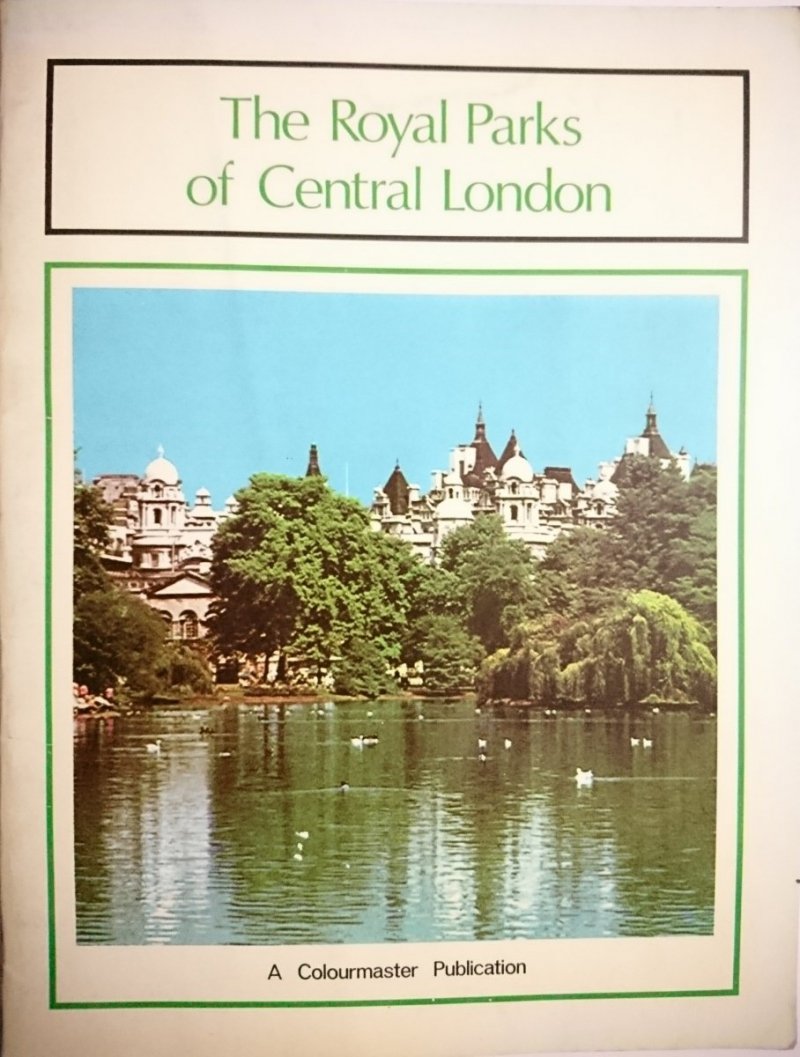 The Royal Parks
of Central London
A Colourmaster Publication